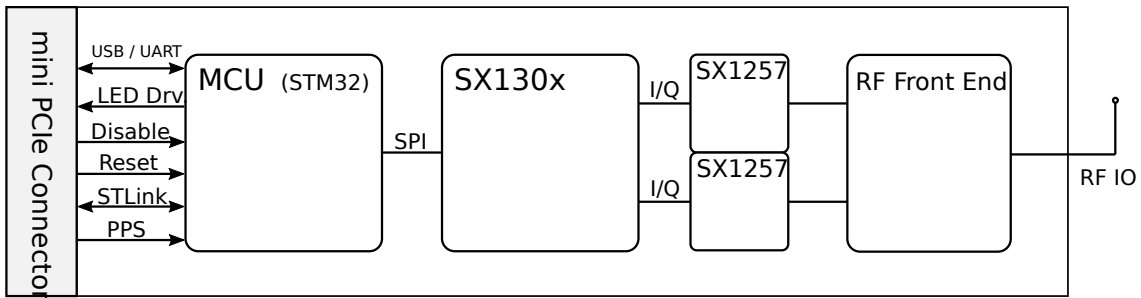 mini PCIe Connector
USB / UART
LED Drv.
Disable
Reset
STLink
PPS
MCU (STM32)
SPI
SX130x
I/Q
I/Q
SX1257
SX1257
RF Front End
RF IO